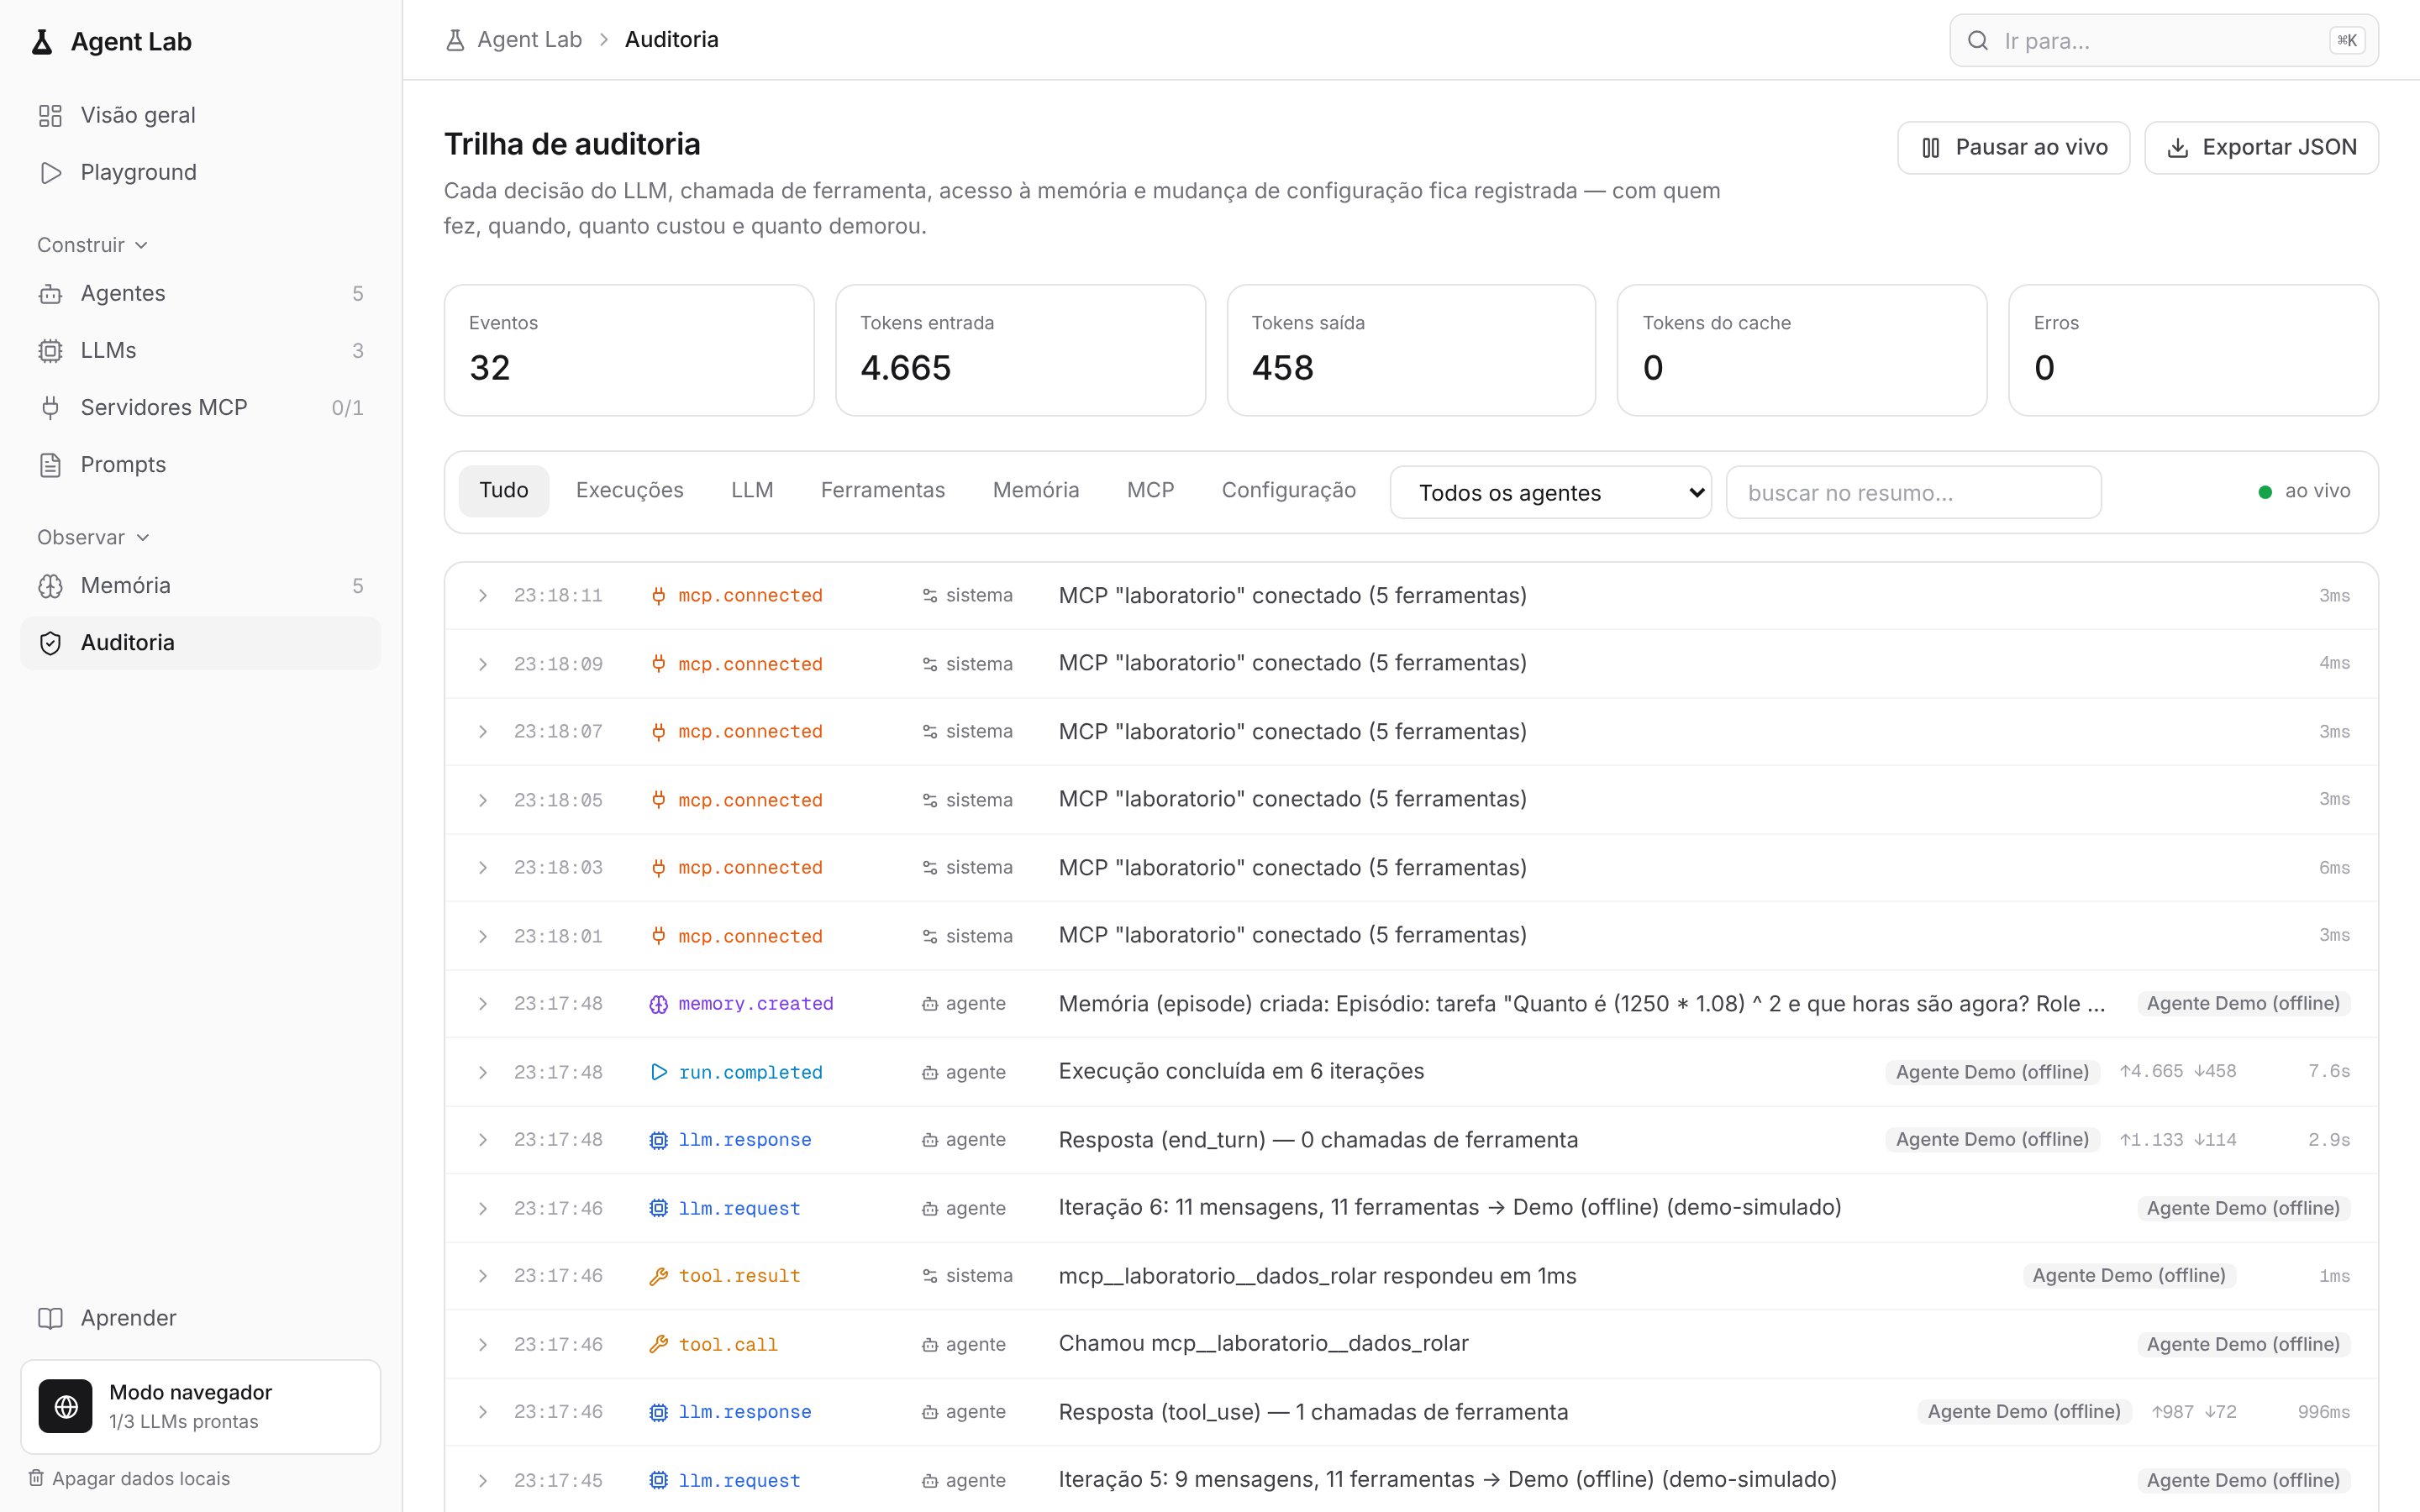 Agent Lab
Visão geral
Playground
Construir
Agentes 5
LLMs 3
Servidores MCP 0/1
Prompts
Observar
Memória 5
Auditoria
Aprender
Modo navegador
1/3 LLMs prontas
Apagar dados locais
Agent Lab > Auditoria
Ir para... ⌘K
Trilha de auditoria
Pausar ao vivo
Exportar JSON
Cada decisão do LLM, chamada de ferramenta, acesso à memória e mudança de configuração fica registrada — com quem
fez, quando, quanto custou e quanto demorou.
Eventos
32
Tokens entrada
4.665
Tokens saída
458
Tokens do cache
0
Erros
0
Tudo Execuções LLM Ferramentas Memória MCP Configuração Todos os agentes buscar no resumo... ao vivo
23:18:11 mcp.connected sistema MCP "laboratorio" conectado (5 ferramentas) 3ms
23:18:09 mcp.connected sistema MCP "laboratorio" conectado (5 ferramentas) 4ms
23:18:07 mcp.connected sistema MCP "laboratorio" conectado (5 ferramentas) 3ms
23:18:05 mcp.connected sistema MCP "laboratorio" conectado (5 ferramentas) 3ms
23:18:03 mcp.connected sistema MCP "laboratorio" conectado (5 ferramentas) 6ms
23:18:01 mcp.connected sistema MCP "laboratorio" conectado (5 ferramentas) 3ms
23:17:48 memory.created agente Memória (episode) criada: Episódio: tarefa "Quanto é (1250 * 1.08) ^ 2 e que horas são agora? Role ... Agente Demo (offline)
23:17:48 run.completed agente Execução concluída em 6 iterações Agente Demo (offline) ↑4.665 ↓458 7.6s
23:17:48 llm.response agente Resposta (end_turn) — 0 chamadas de ferramenta Agente Demo (offline) ↑1.133 ↓114 2.9s
23:17:46 llm.request agente Iteração 6: 11 mensagens, 11 ferramentas → Demo (offline) (demo-simulado) Agente Demo (offline)
23:17:46 tool.result sistema mcp__laboratorio__dados_rolar respondeu em 1ms Agente Demo (offline) 1ms
23:17:46 tool.call agente Chamou mcp__laboratorio__dados_rolar Agente Demo (offline)
23:17:46 llm.response agente Resposta (tool_use) — 1 chamadas de ferramenta Agente Demo (offline) ↑987 ↓72 996ms
23:17:45 llm.request agente Iteração 5: 9 mensagens, 11 ferramentas → Demo (offline) (demo-simulado) Agente Demo (offline)